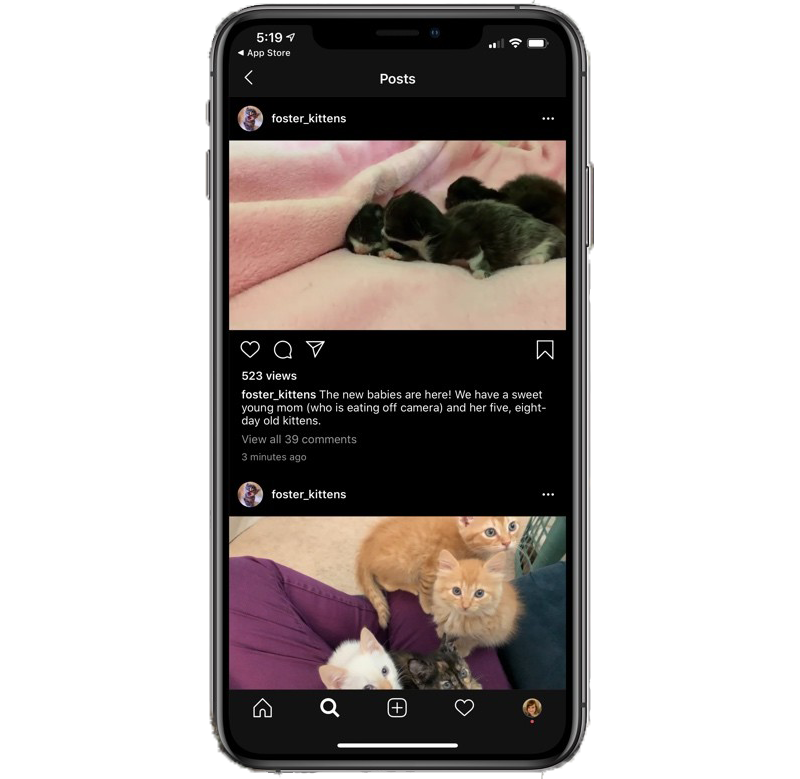 5:19
◀ App Store
Posts
foster_kittens
523 views
foster_kittens The new babies are here! We have a sweet
young mom (who is eating off camera) and her five, eight-
day old kittens.
View all 39 comments
3 minutes ago
foster_kittens